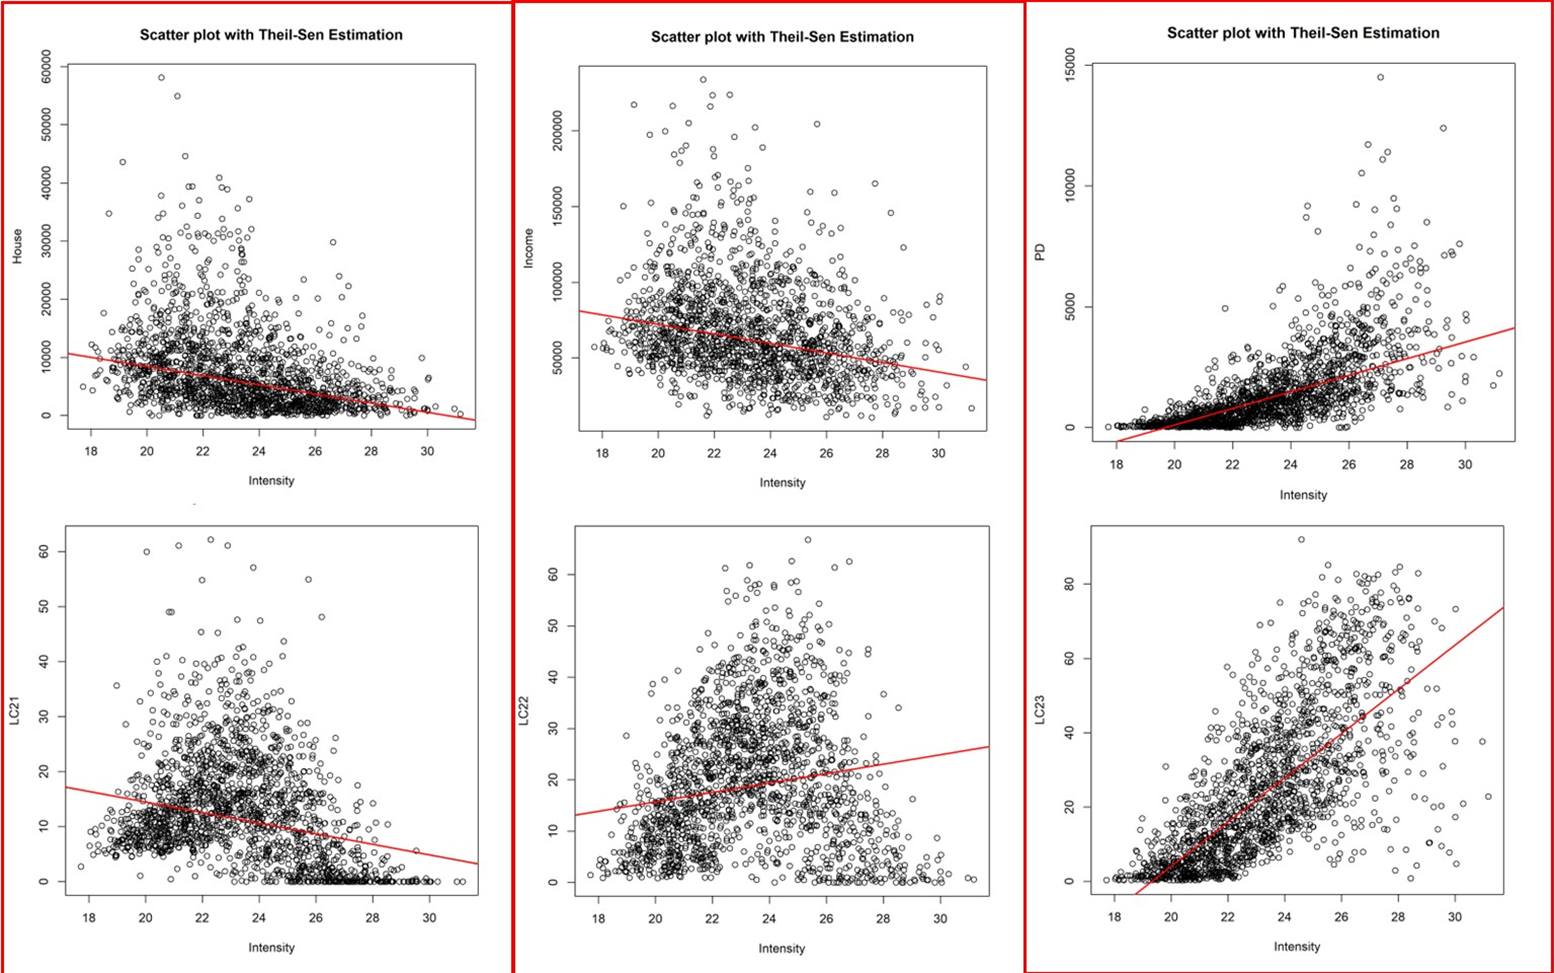 Scatter plot with Theil-Sen Estimation
House
60000
50000
40000
30000
20000
10000
0
18 20 22 24 26 28 30
Intensity
Scatter plot with Theil-Sen Estimation
Income
200000
150000
100000
50000
18 20 22 24 26 28 30
Intensity
Scatter plot with Theil-Sen Estimation
PD
15000
10000
5000
0
18 20 22 24 26 28 30
Intensity
LC21
60
50
40
30
20
10
0
18 20 22 24 26 28 30
Intensity
LC22
60
50
40
30
20
10
0
18 20 22 24 26 28 30
Intensity
LC23
80
60
40
20
0
18 20 22 24 26 28 30
Intensity